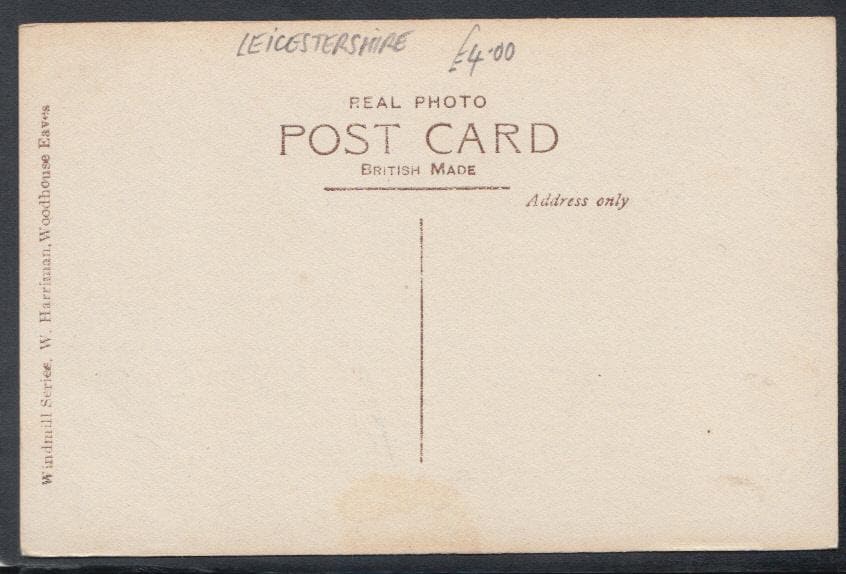 LEICESTERSHIRE £4.00
REAL PHOTO
POST CARD
BRITISH MADE
Address only
Windmill Series. W. Harriman, Woodhouse Eaves